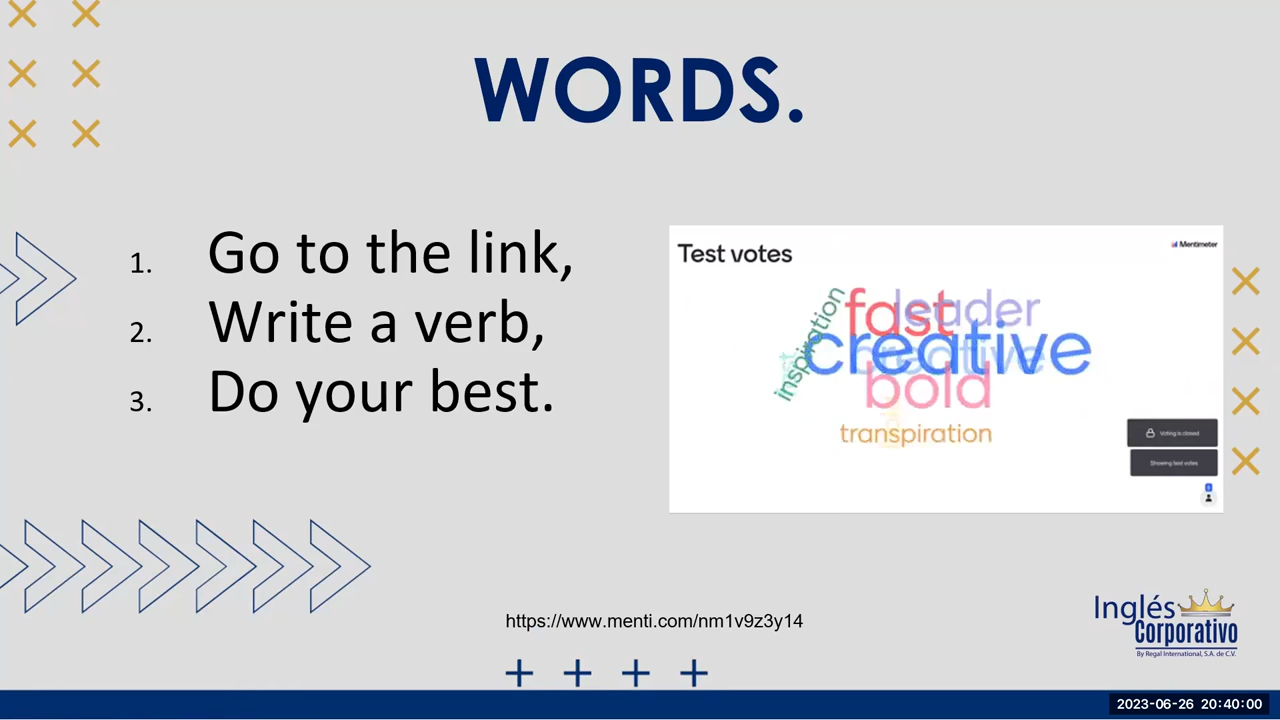 WORDS.
1. Go to the link,
2. Write a verb,
3. Do your best.
Test votes
Mentimeter
inspiration
fast
leader
creative
creative
bold
transpiration
Voting is closed
Showing test votes
https://www.menti.com/nm1v9z3y14
Inglés
Corporativo
By Regal International, S.A. de C.V.
2023-06-26 20:40:00